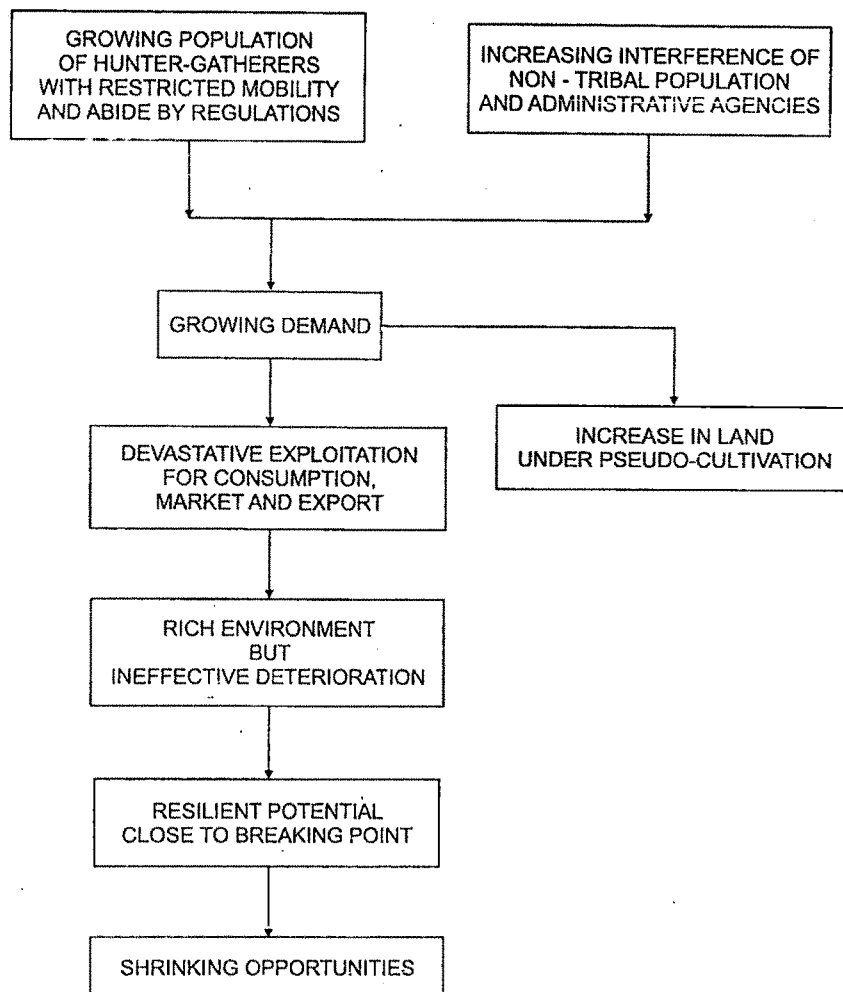 GROWING POPULATION
OF HUNTER-GATHERERS
WITH RESTRICTED MOBILITY
AND ABIDE BY REGULATIONS
INCREASING INTERFERENCE OF
NON - TRIBAL POPULATION
AND ADMINISTRATIVE AGENCIES
GROWING DEMAND
INCREASE IN LAND
UNDER PSEUDO-CULTIVATION
DEVASTATIVE EXPLOITATION
FOR CONSUMPTION,
MARKET AND EXPORT
RICH ENVIRONMENT
BUT
INEFFECTIVE DETERIORATION
RESILIENT POTENTIAL
CLOSE TO BREAKING POINT
SHRINKING OPPORTUNITIES